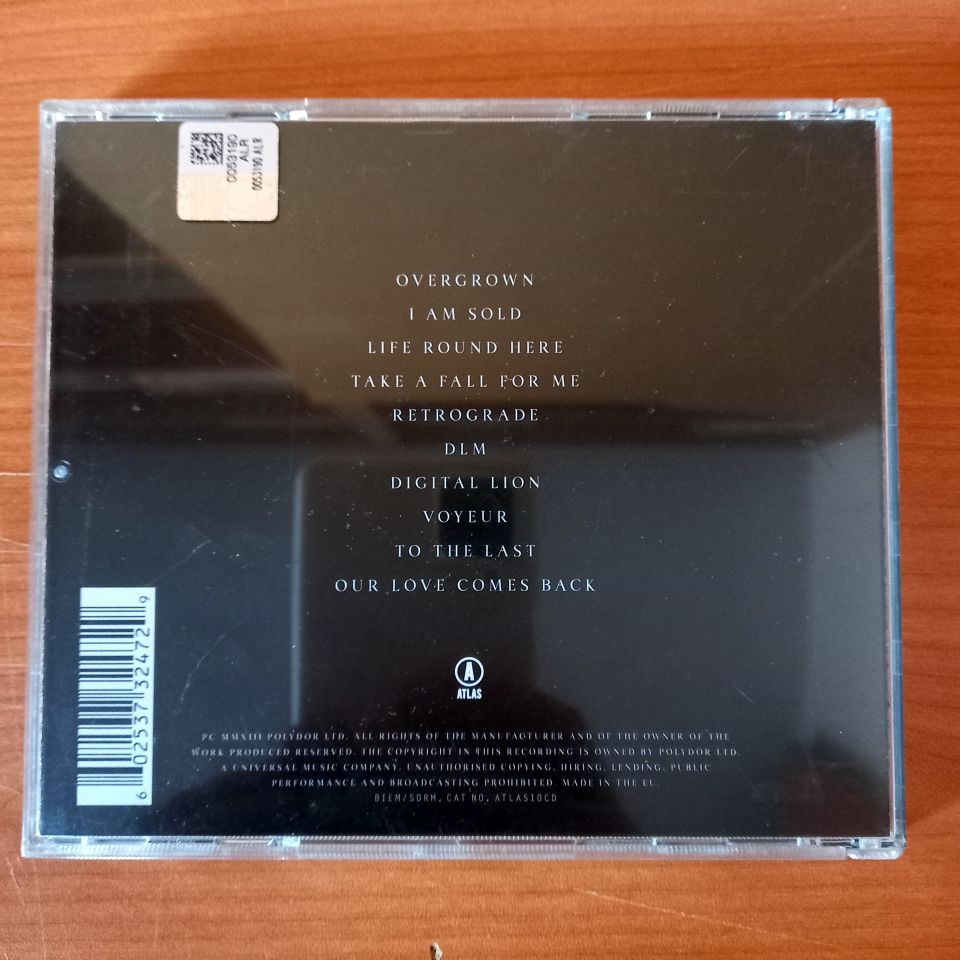 0053190
ALR
0053190 ALR
OVERGROWN
I AM SOLD
LIFE ROUND HERE
TAKE A FALL FOR ME
RETROGRADE
DLM
DIGITAL LION
VOYEUR
TO THE LAST
OUR LOVE COMES BACK
A
ATLAS
6 02537 32472 9
PC MMXIII POLYDOR LTD. ALL RIGHTS OF THE MANUFACTURER AND OF THE OWNER OF THE
WORK PRODUCED RESERVED. THE COPYRIGHT IN THIS RECORDING IS OWNED BY POLYDOR LTD.
A UNIVERSAL MUSIC COMPANY. UNAUTHORISED COPYING, HIRING, LENDING, PUBLIC
PERFORMANCE AND BROADCASTING PROHIBITED. MADE IN THE EU.
BIEM/SDRM, CAT NO, ATLAS10CD